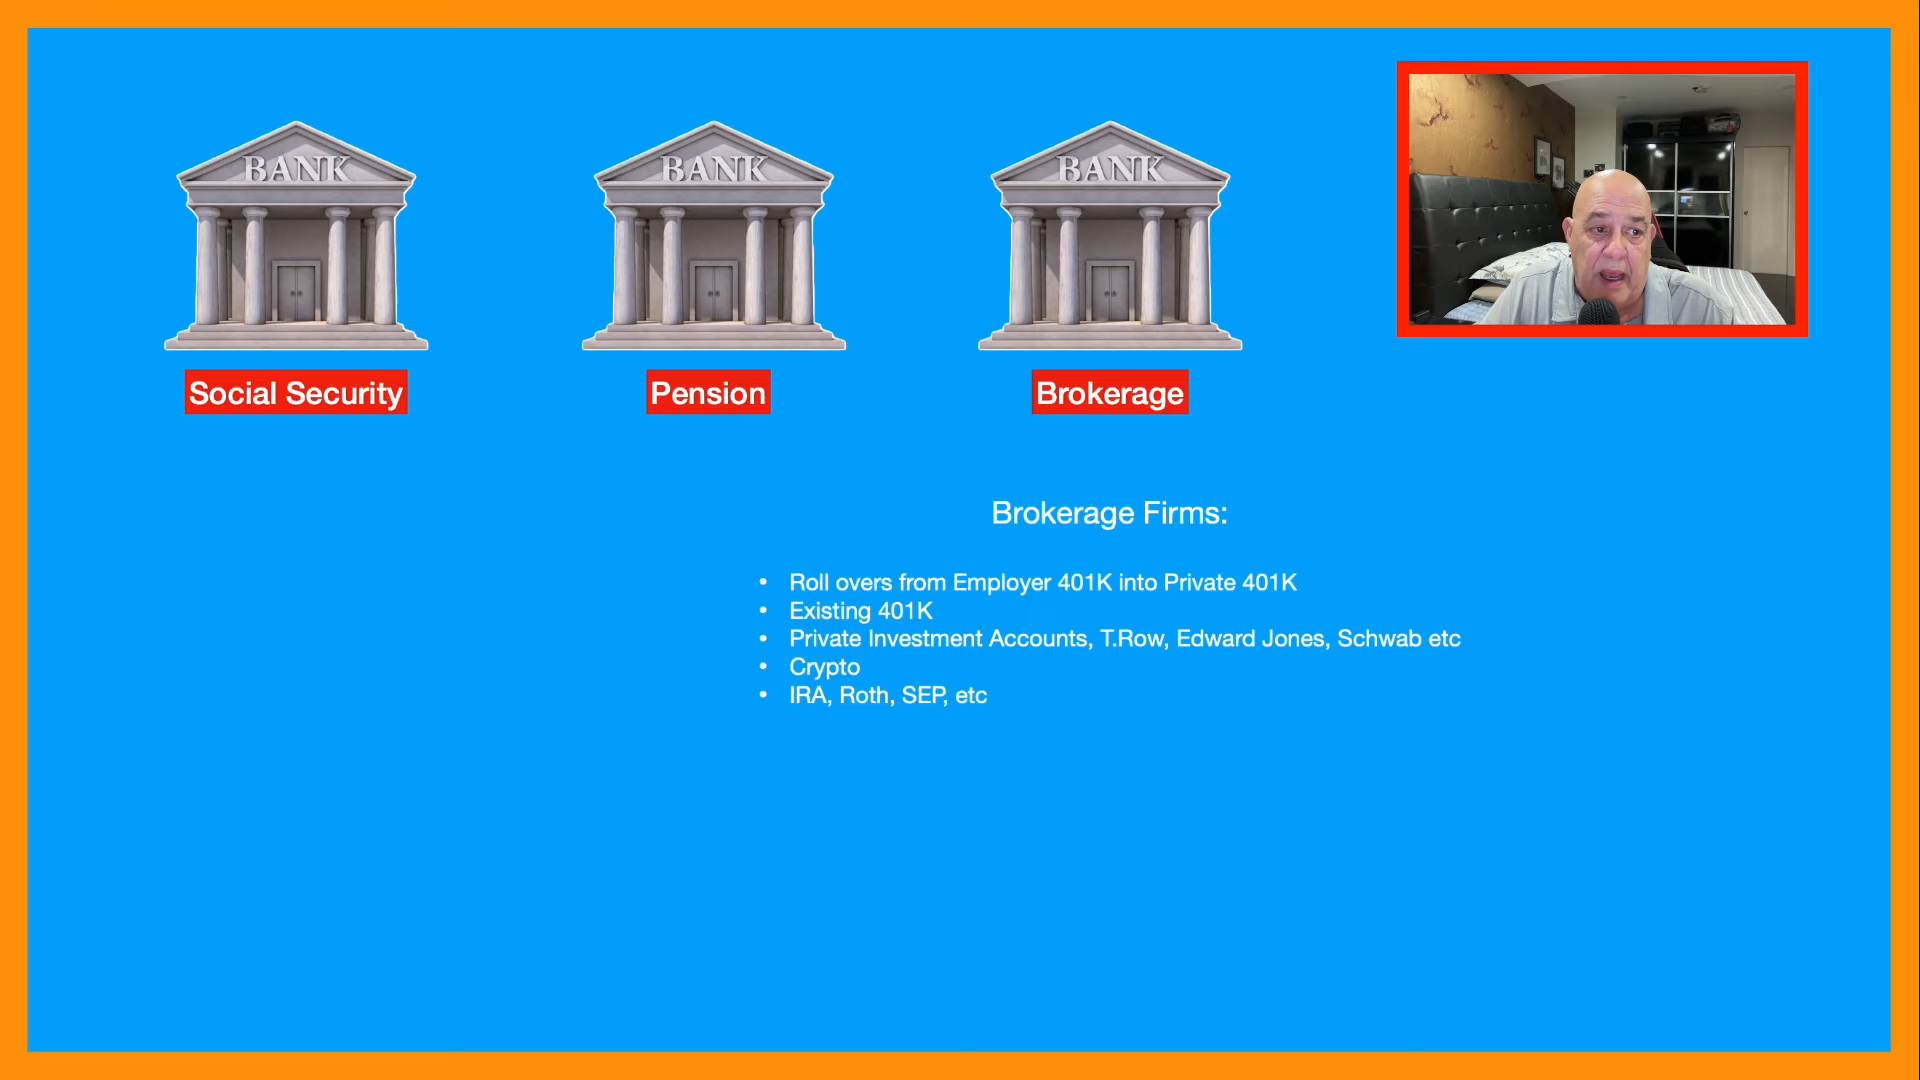 BANK
BANK
BANK
Social Security
Pension
Brokerage
Brokerage Firms:
• Roll overs from Employer 401K into Private 401K
• Existing 401K
• Private Investment Accounts, T.Row, Edward Jones, Schwab etc
• Crypto
• IRA, Roth, SEP, etc